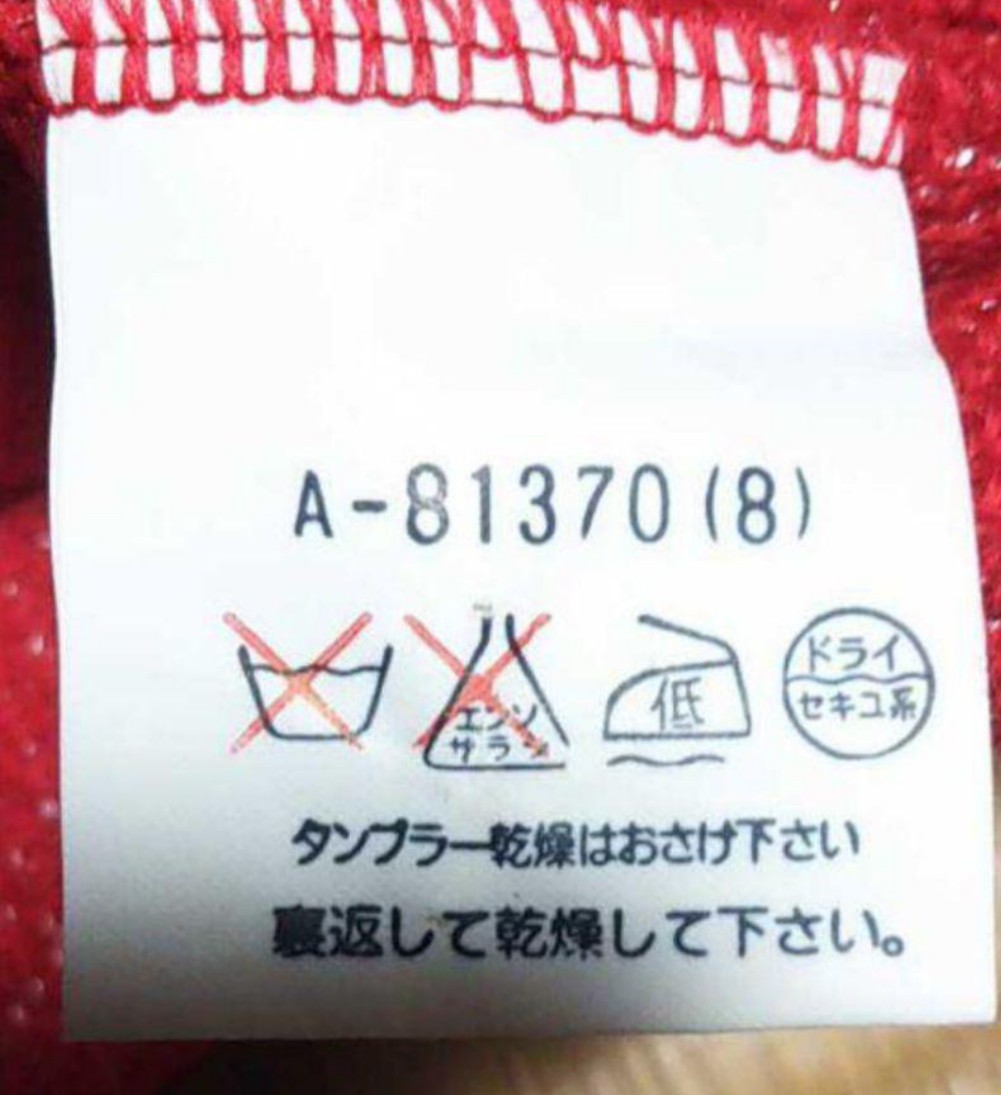 A-81370(8)
エンソ
サラシ
低
ドライ
セキユ系
タンブラー乾燥はおさけ下さい
裏返して乾燥して下さい。